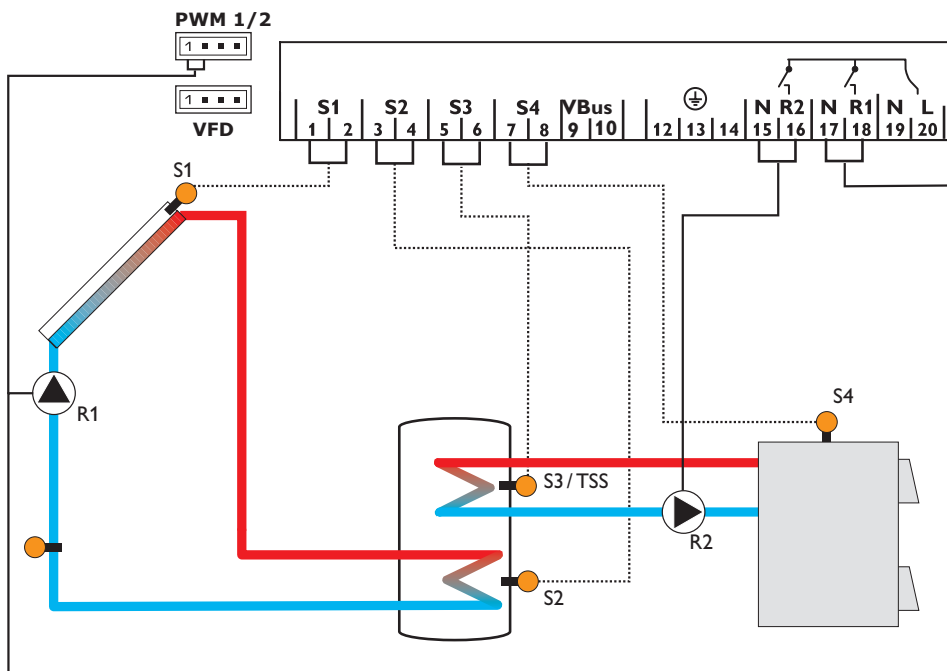 PWM 1/2
1
1
VFD
S1 S2 S3 S4 VBus N R2 N R1 N L
1 2 3 4 5 6 7 8 9 10 12 13 14 15 16 17 18 19 20
S1
R1
S4
S3 / TSS
R2
S2